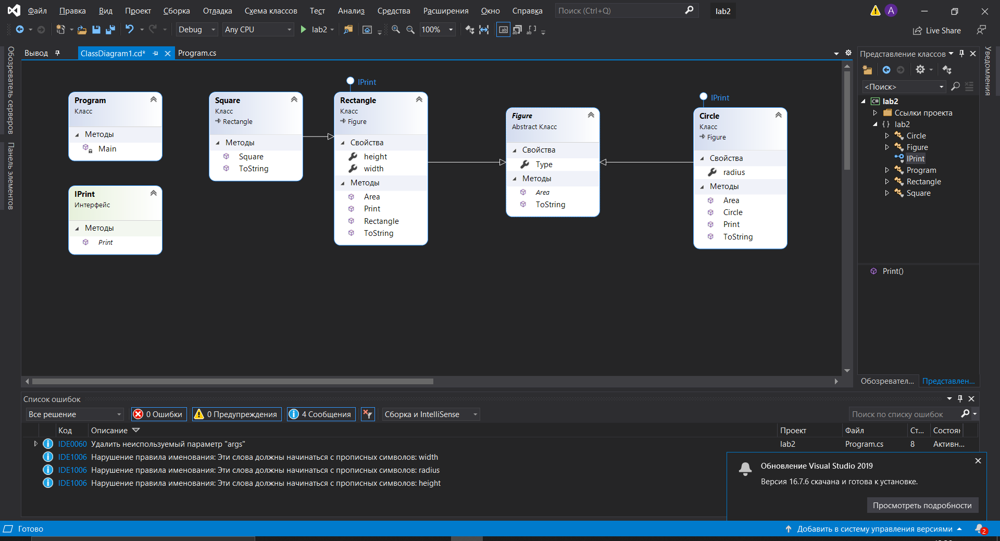 Файл Правка Вид Проект Сборка Отладка Схема классов Тест Анализ Средства Расширения Окно Справка Поиск (Ctrl+Q) lab2 A
Debug Any CPU lab2 100% Live Share
Обозреватель серверов
Панель элементов
Вывод ClassDiagram1.cd* Program.cs
Program
Класс
Методы
Main
IPrint
Интерфейс
Методы
Print
Square
Класс
Rectangle
Методы
Square
ToString
IPrint
Rectangle
Класс
Figure
Свойства
height
width
Методы
Area
Print
Rectangle
ToString
Figure
Abstract Класс
Свойства
Type
Методы
Area
ToString
IPrint
Circle
Класс
Figure
Свойства
radius
Методы
Area
Circle
Print
ToString
Представление классов
<Поиск>
C# lab2
Ссылки проекта
{ } lab2
Circle
Figure
IPrint
Program
Rectangle
Square
Print()
Обозревател... Представлен...
Уведомления
Список ошибок
Все решение 0 Ошибки 0 Предупреждения 4 Сообщения Сборка и IntelliSense Поиск по списку ошибок
Код Описание Проект Файл Ст... Состоян
IDE0060 Удалить неиспользуемый параметр "args" lab2 Program.cs 8 Активн...
IDE1006 Нарушение правила именования: Эти слова должны начинаться с прописных символов: width
IDE1006 Нарушение правила именования: Эти слова должны начинаться с прописных символов: radius
IDE1006 Нарушение правила именования: Эти слова должны начинаться с прописных символов: height
Обновление Visual Studio 2019
Версия 16.7.6 скачана и готова к установке.
Просмотреть подробности
Готово Добавить в систему управления версиями 2